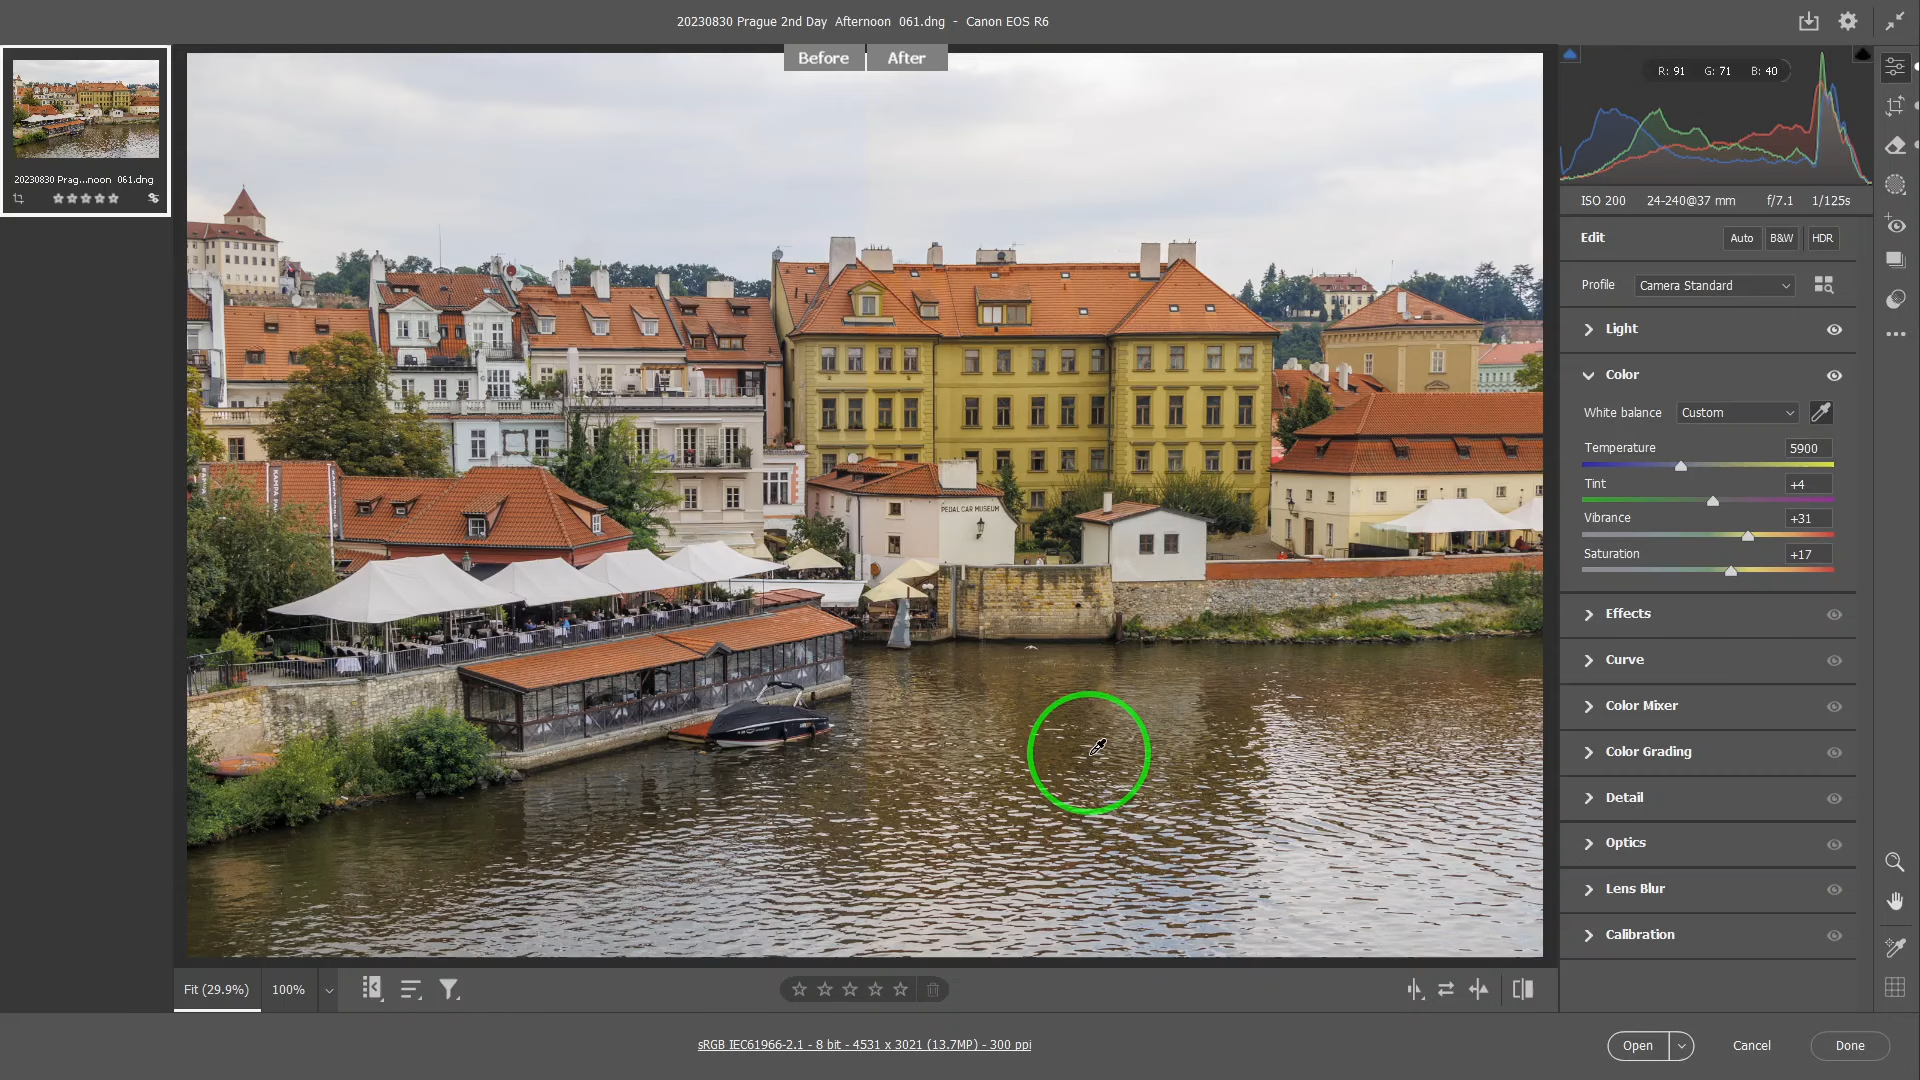 20230830 Prague 2nd Day  Afternoon  061.dng  -  Canon EOS R6
Before
After
20230830 Prag...noon  061.dng
R: 91 G: 71 B: 40
ISO 200 24-240@37 mm f/7.1 1/125s
Edit Auto B&W HDR
Profile Camera Standard
Light
Color
White balance Custom
Temperature 5900
Tint +4
Vibrance +31
Saturation +17
Effects
Curve
Color Mixer
Color Grading
Detail
Optics
Lens Blur
Calibration
PEDAL CAR MUSEUM
Fit (29.9%) 100%
sRGB IEC61966-2.1 - 8 bit - 4531 x 3021 (13.7MP) - 300 ppi
Open Cancel Done